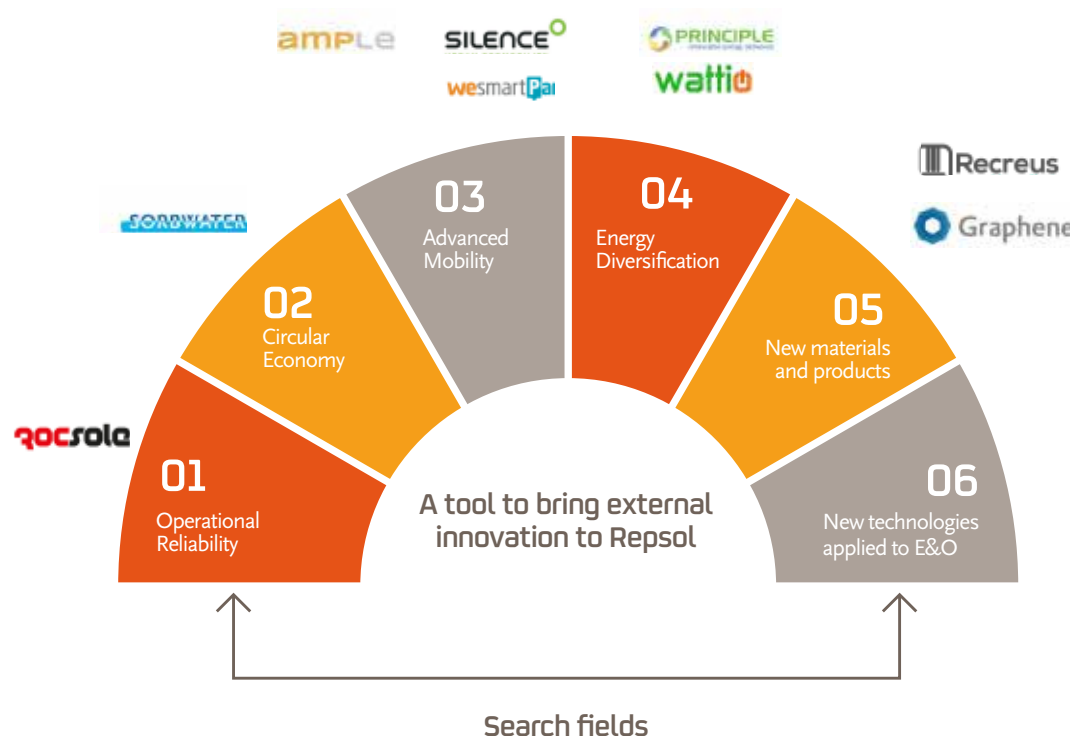 amPLe
SILENCE
PRINCIPLE
wesmartPar
wattio
Recreus
SORBWATER
Graphene
03
Advanced
Mobility
04
Energy
Diversification
02
Circular
Economy
05
New materials
and products
rocsole
01
Operational
Reliability
A tool to bring external
innovation to Repsol
06
New technologies
applied to E&O
Search fields